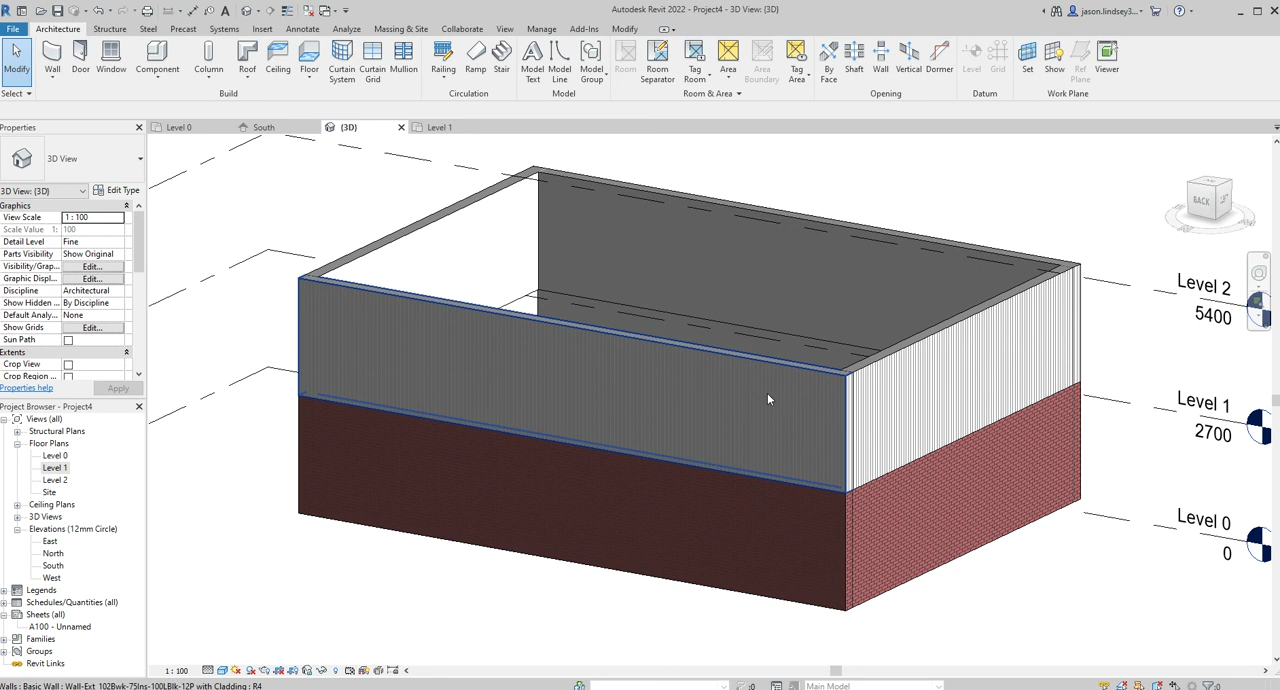 Autodesk Revit 2022 - Project4 - 3D View: {3D}
jason.lindsey3...
File Architecture Structure Steel Precast Systems Insert Annotate Analyze Massing & Site Collaborate View Manage Add-Ins Modify
Modify Wall Door Window Component Column Roof Ceiling Floor Curtain System Curtain Grid Mullion Railing Ramp Stair Model Text Model Line Model Group Room Room Separator Tag Room Area Area Boundary Tag Area By Face Shaft Wall Vertical Dormer Level Grid Set Show Ref Plane Viewer
Select Build Circulation Model Room & Area Opening Datum Work Plane
Properties
Level 0 South {3D} Level 1
3D View
3D View: {3D} Edit Type
Graphics
View Scale 1 : 100
Scale Value 1: 100
Detail Level Fine
Parts Visibility Show Original
Visibility/Grap... Edit...
Graphic Displ... Edit...
Discipline Architectural
Show Hidden ... By Discipline
Default Analy... None
Show Grids Edit...
Sun Path
Extents
Crop View
Crop Region ...
Properties help Apply
Project Browser - Project4
Views (all)
Structural Plans
Floor Plans
Level 0
Level 1
Level 2
Site
Ceiling Plans
3D Views
Elevations (12mm Circle)
East
North
South
West
Legends
Schedules/Quantities (all)
Sheets (all)
A100 - Unnamed
Families
Groups
Revit Links
BACK
Level 2
5400
Level 1
2700
Level 0
0
1 : 100
Walls : Basic Wall : Wall-Ext_102Bwk-75Ins-100LBlk-12P with Cladding : R4
:0 Main Model :0